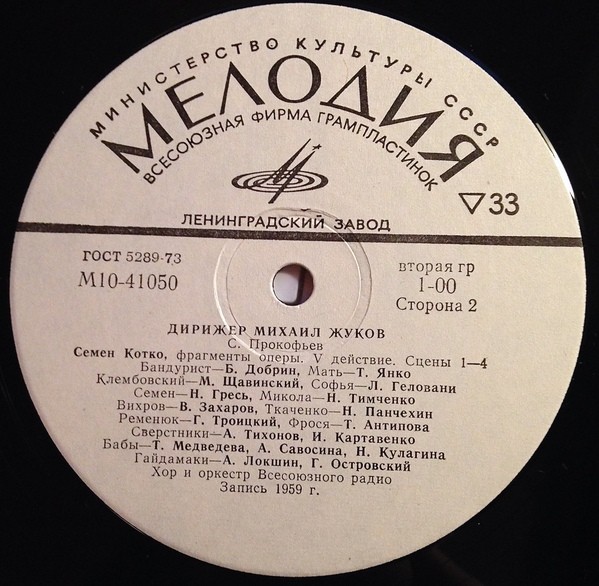 МИНИСТЕРСТВО КУЛЬТУРЫ СССР
МЕЛОДИЯ
ВСЕСОЮЗНАЯ ФИРМА ГРАМПЛАСТИНОК
▽33
ЛЕНИНГРАДСКИЙ ЗАВОД
ГОСТ 5289-73
М10-41050
вторая гр
1-00
Сторона 2
ДИРИЖЕР МИХАИЛ ЖУКОВ
С. Прокофьев
Семен Котко, фрагменты оперы. V действие. Сцены 1—4
Бандурист—Б. Добрин, Мать—Т. Янко
Клембовский—М. Щавинский, Софья—Л. Геловани
Семен—Н. Гресь, Микола—Н. Тимченко
Вихров—В. Захаров, Ткаченко—Н. Панчехин
Ременюк—Г. Троицкий, Фрося—Т. Антипова
Сверстники—А. Тихонов, И. Картавенко
Бабы—Т. Медведева, А. Савосина, Н. Кулагина
Гайдамаки—А. Локшин, Г. Островский
Хор и оркестр Всесоюзного радио
Запись 1959 г.